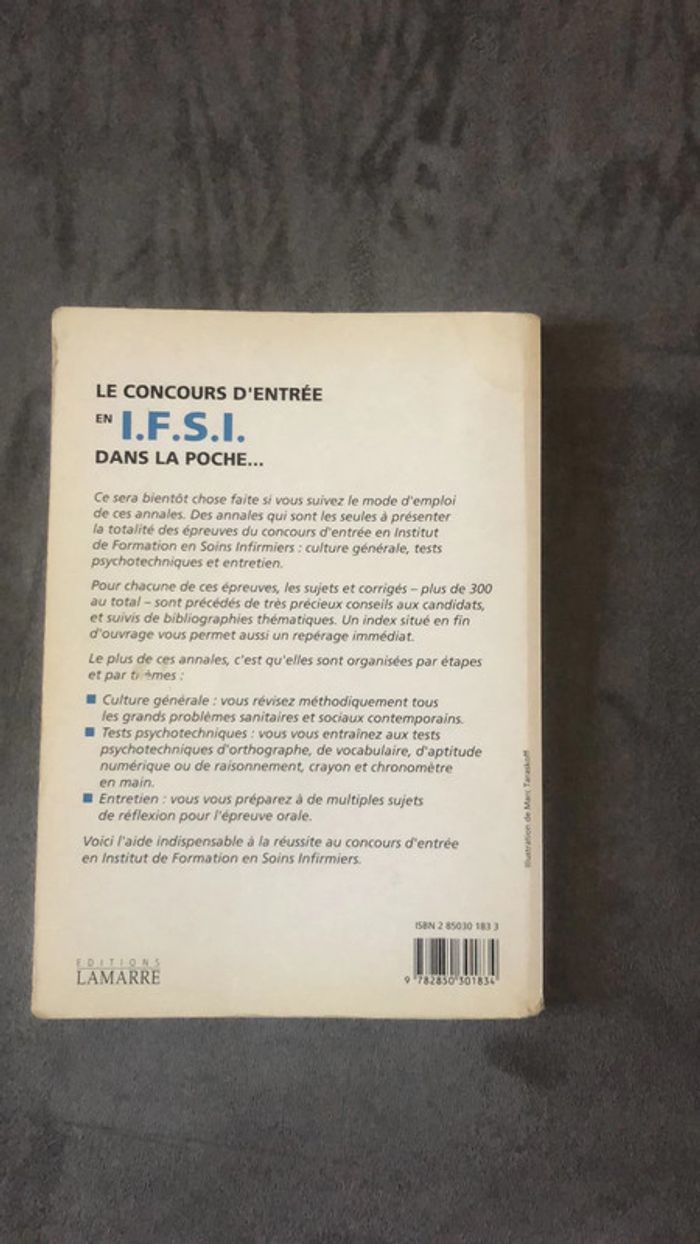 LE CONCOURS D'ENTRÉE
EN I.F.S.I.
DANS LA POCHE...
Ce sera bientôt chose faite si vous suivez le mode d'emploi
de ces annales. Des annales qui sont les seules à présenter
la totalité des épreuves du concours d'entrée en Institut
de Formation en Soins Infirmiers : culture générale, tests
psychotechniques et entretien.
Pour chacune de ces épreuves, les sujets et corrigés – plus de 300
au total – sont précédés de très précieux conseils aux candidats,
et suivis de bibliographies thématiques. Un index situé en fin
d'ouvrage vous permet aussi un repérage immédiat.
Le plus de ces annales, c'est qu'elles sont organisées par étapes
et par :
■ Culture générale : vous révisez méthodiquement tous
les grands problèmes sanitaires et sociaux contemporains.
■ Tests psychotechniques : vous vous entraînez aux tests
psychotechniques d'orthographe, de vocabulaire, d'aptitude
numérique ou de raisonnement, crayon et chronomètre
en main.
■ Entretien : vous vous préparez à de multiples sujets
de réflexion pour l'épreuve orale.
Voici l'aide indispensable à la réussite au concours d'entrée
en Institut de Formation en Soins Infirmiers.
Illustration de Marc Taraskoff
ISBN 2 85030 183 3
9 782850 301834
EDITIONS
LAMARRE